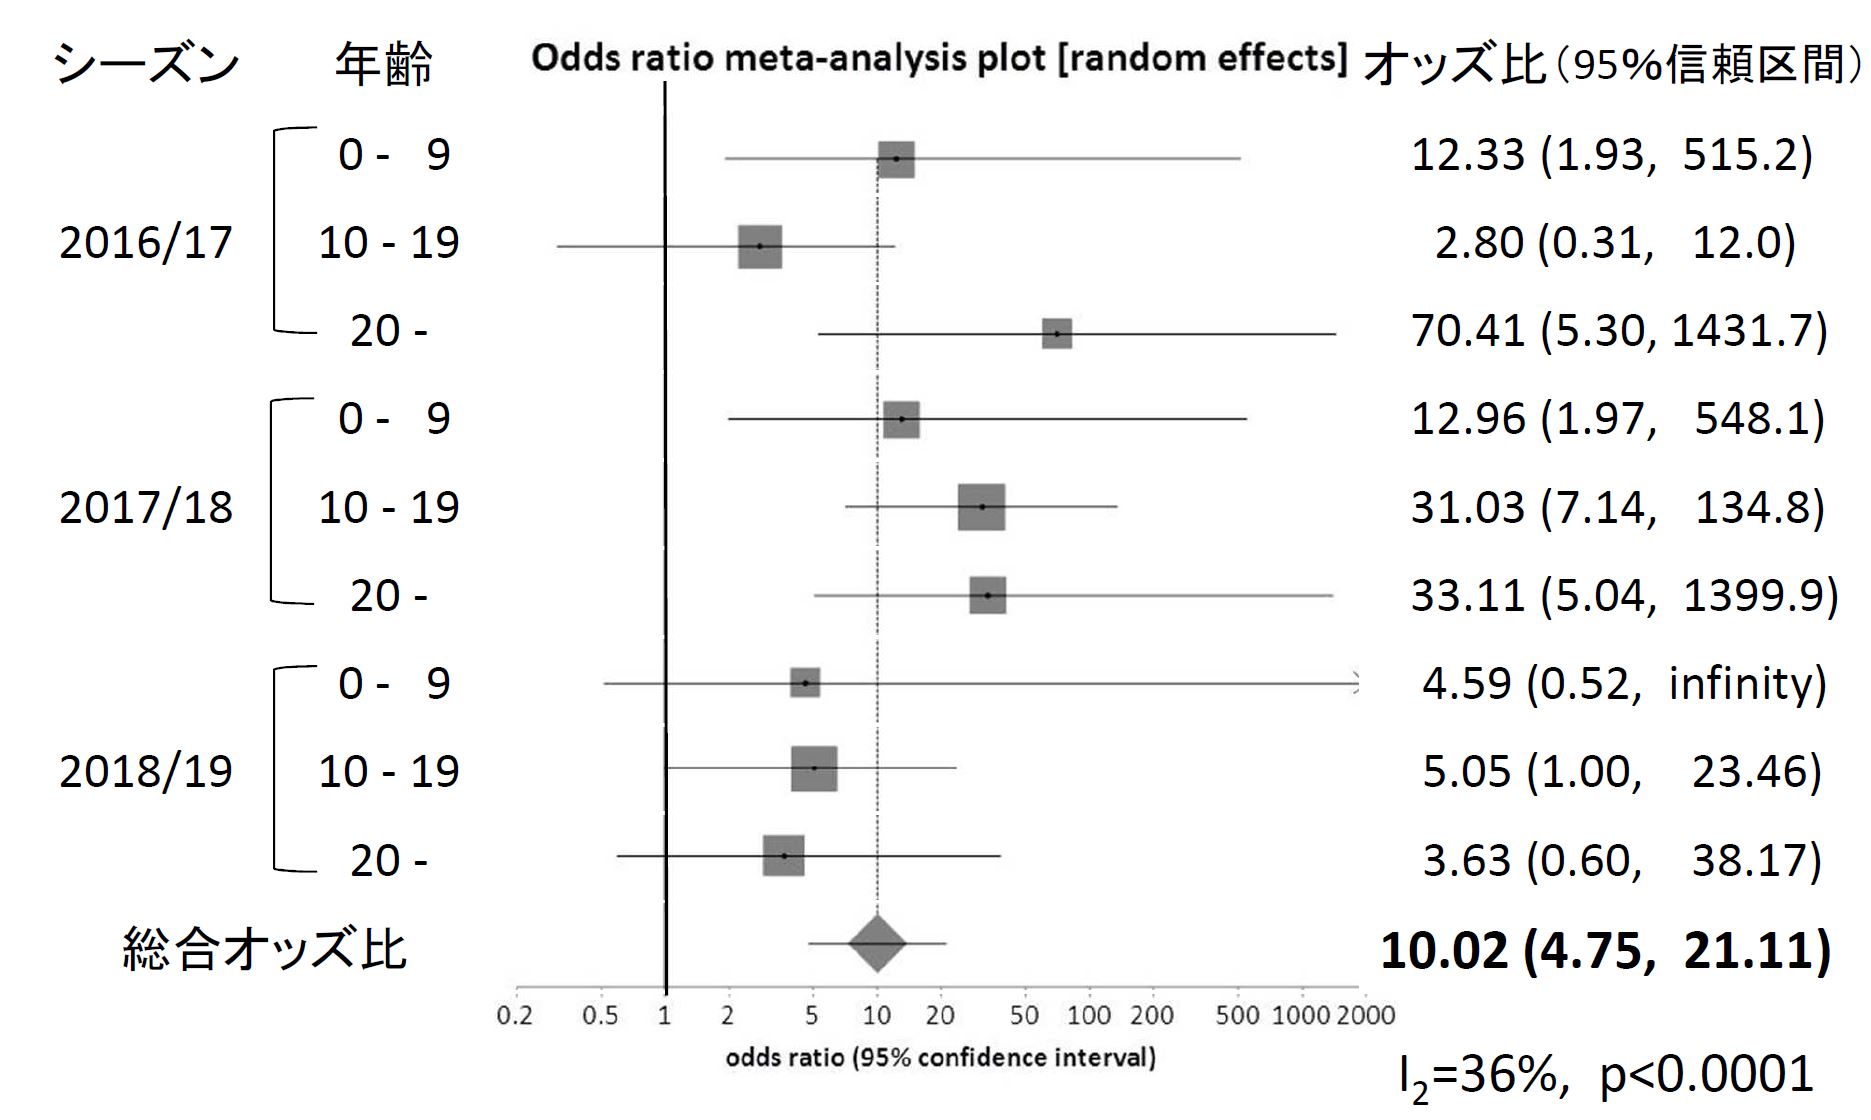 シーズン 年齢 Odds ratio meta-analysis plot [random effects] オッズ比（95%信頼区間）
0 - 9 12.33 (1.93, 515.2)
2016/17 10 - 19 2.80 (0.31, 12.0)
20 - 70.41 (5.30, 1431.7)
0 - 9 12.96 (1.97, 548.1)
2017/18 10 - 19 31.03 (7.14, 134.8)
20 - 33.11 (5.04, 1399.9)
0 - 9 4.59 (0.52, infinity)
2018/19 10 - 19 5.05 (1.00, 23.46)
20 - 3.63 (0.60, 38.17)
総合オッズ比 10.02 (4.75, 21.11)
0.2 0.5 1 2 5 10 20 50 100 200 500 1000 2000
odds ratio (95% confidence interval)
I₂=36%, p<0.0001